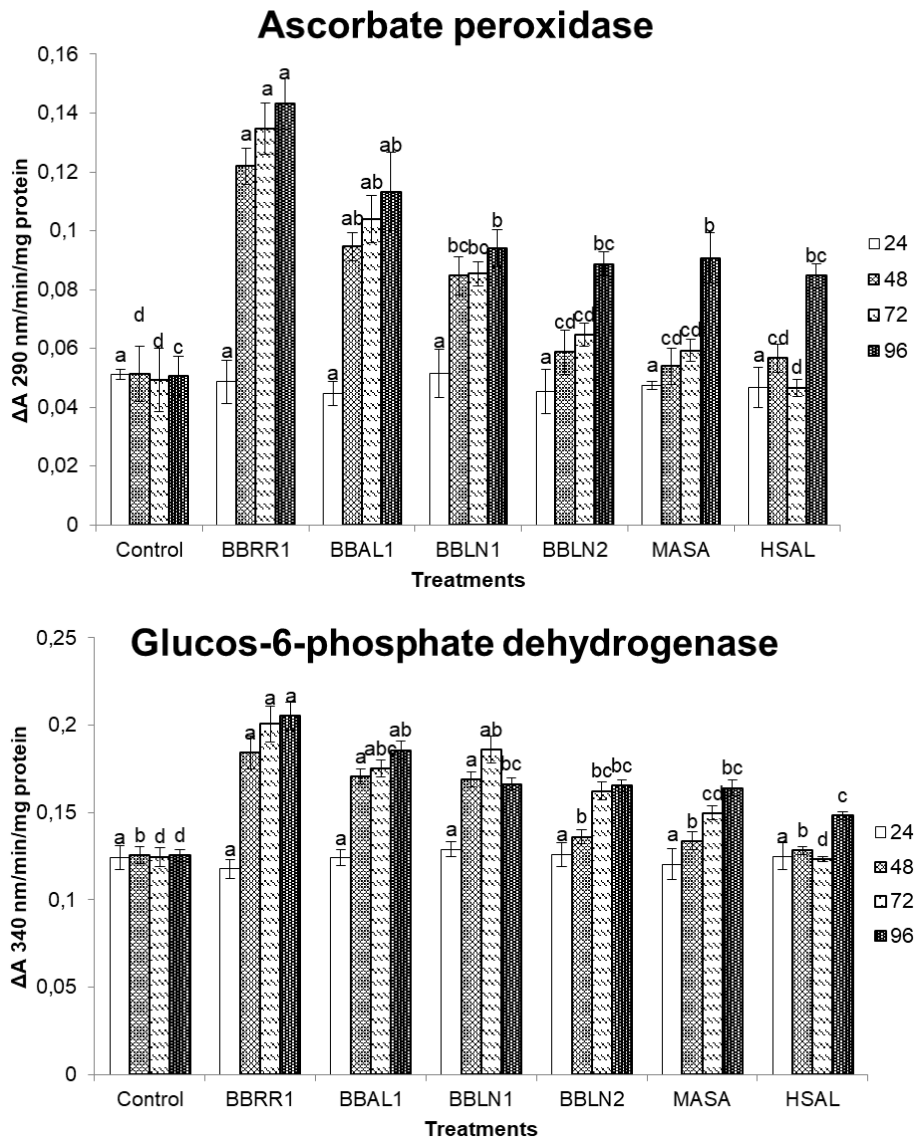 Ascorbate peroxidase
0,16
0,14
0,12
0,1
0,08
0,06
0,04
0,02
0
ΔA 290 nm/min/mg protein
a d d c
a a a a
a ab ab ab
a bc bc b
a cd cd bc
a cd cd b
a cd d bc
Control BBRR1 BBAL1 BBLN1 BBLN2 MASA HSAL
Treatments
24
48
72
96
Glucos-6-phosphate dehydrogenase
0,25
0,2
0,15
0,1
0,05
0
ΔA 340 nm/min/mg protein
a b d d
a a a a
a a abc ab
a a ab bc
a b bc bc
a b cd bc
a b d c
Control BBRR1 BBAL1 BBLN1 BBLN2 MASA HSAL
Treatments
24
48
72
96